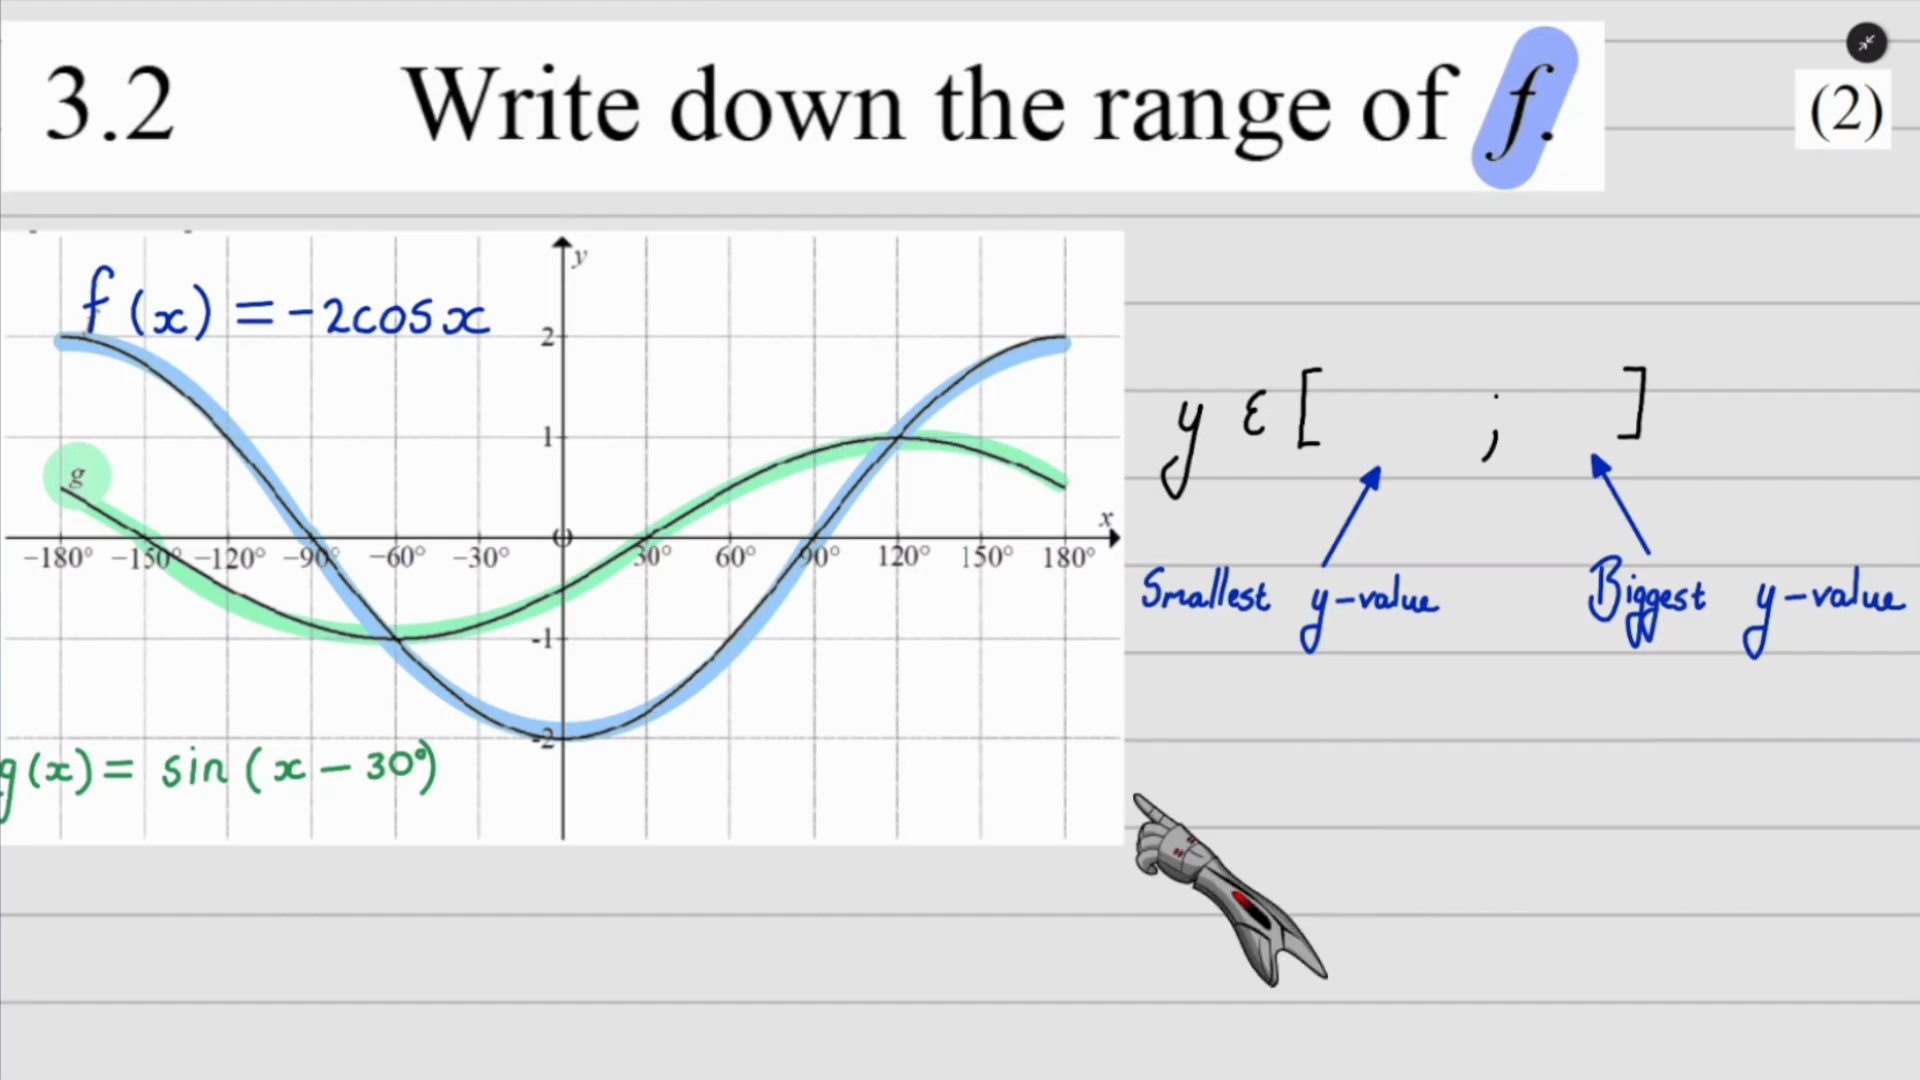 3.2 Write down the range of f. (2)
y
f(x) = -2cosx
2
1
y ε [ ; ]
g
x
0
−180° −150° −120° −90° −60° −30° 30° 60° 90° 120° 150° 180°
Smallest y-value Biggest y-value
-1
-2
g(x) = sin(x − 30°)